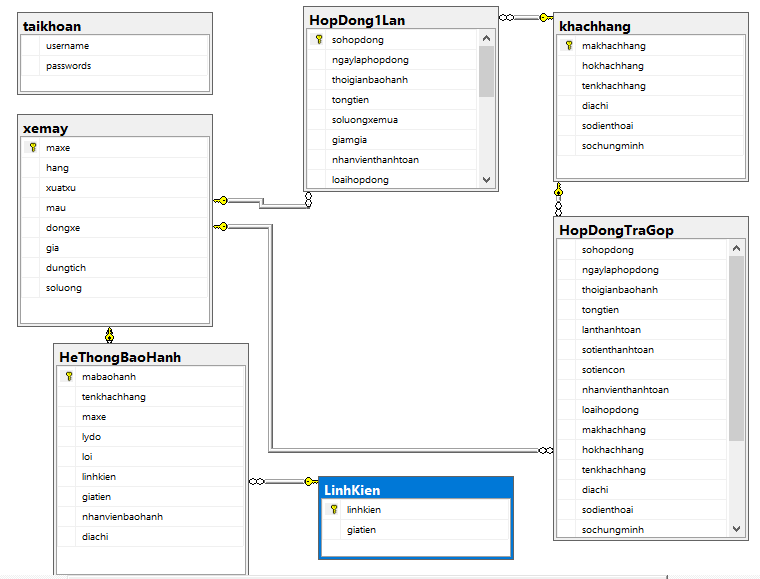 taikhoan
username
passwords
xemay
maxe
hang
xuatxu
mau
dongxe
gia
dungtich
soluong
HeThongBaoHanh
mabaohanh
tenkhachhang
maxe
lydo
loi
linhkien
giatien
nhanvienbaohanh
diachi
HopDong1Lan
sohopdong
ngaylaphopdong
thoigianbaohanh
tongtien
soluongxemua
giamgia
nhanvienthanhtoan
loaihopdong
LinhKien
linhkien
giatien
khachhang
makhachhang
hokhachhang
tenkhachhang
diachi
sodienthoai
sochungminh
HopDongTraGop
sohopdong
ngaylaphopdong
thoigianbaohanh
tongtien
lanthanhtoan
sotienthanhtoan
sotiencon
nhanvienthanhtoan
loaihopdong
makhachhang
hokhachhang
tenkhachhang
diachi
sodienthoai
sochungminh